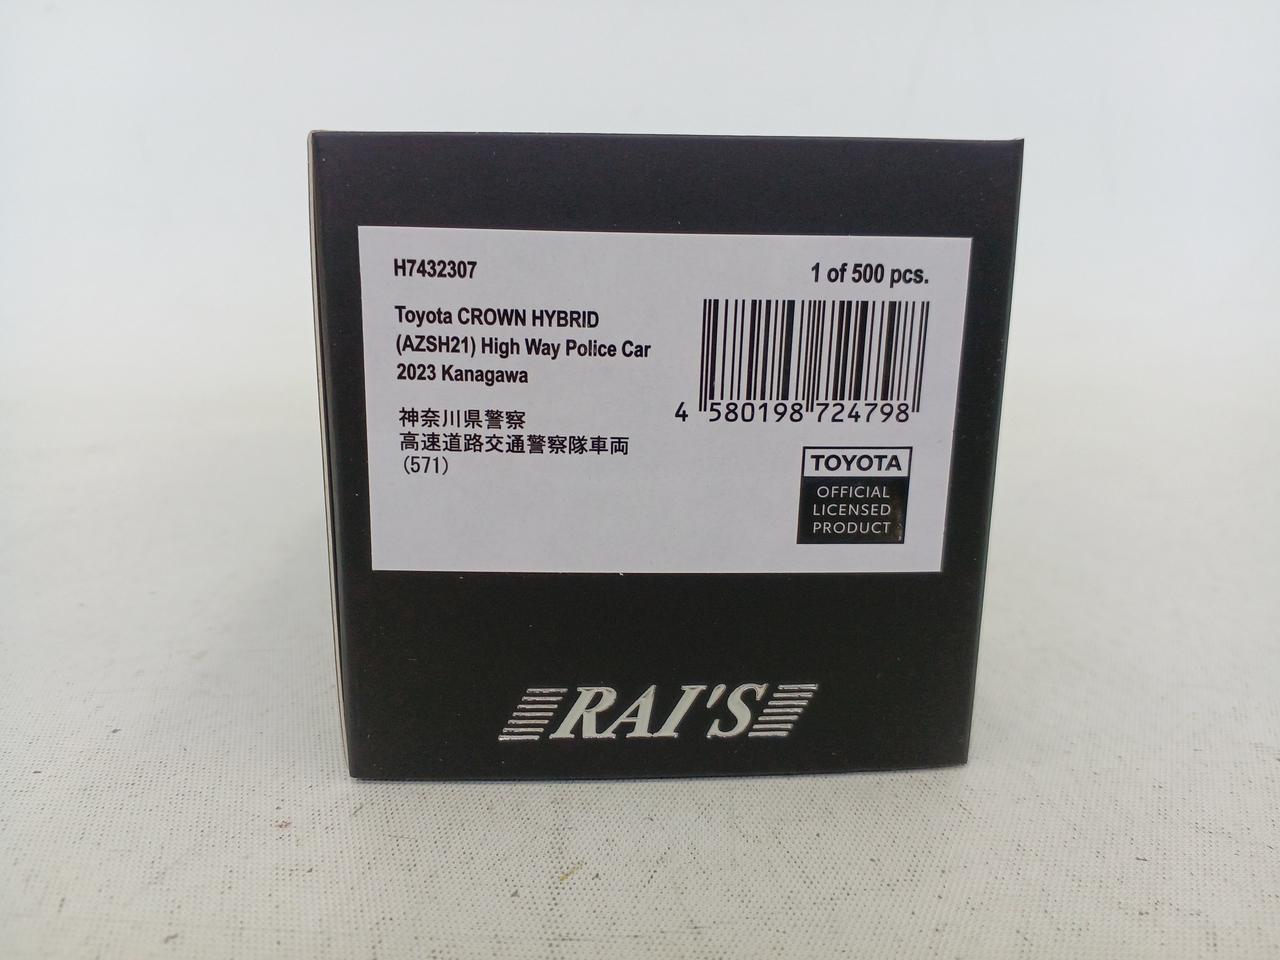 H7432307
1 of 500 pcs.
Toyota CROWN HYBRID
(AZSH21) High Way Police Car
2023 Kanagawa
神奈川県警察
高速道路交通警察隊車両
(571)
4 580198 724798
TOYOTA
OFFICIAL
LICENSED
PRODUCT
RAI'S